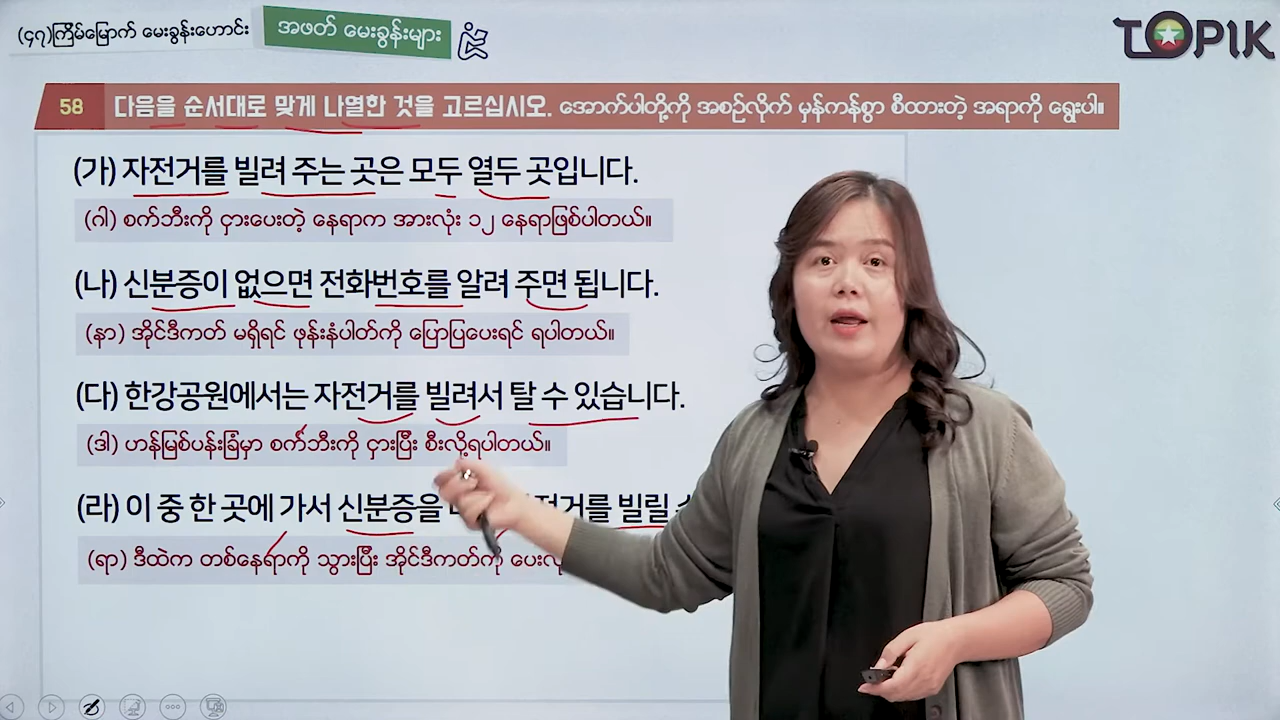 (၄၇)ကြိမ်မြောက် မေးခွန်းဟောင်း
အဖတ် မေးခွန်းများ
TOPIK
58 다음을 순서대로 맞게 나열한 것을 고르십시오. အောက်ပါတို့ကို အစဉ်လိုက် မှန်ကန်စွာ စီထားတဲ့ အရာကို ရွေးပါ။
(가) 자전거를 빌려 주는 곳은 모두 열두 곳입니다.
(ဂါ) စက်ဘီးကို ငှားပေးတဲ့ နေရာက အားလုံး ၁၂ နေရာဖြစ်ပါတယ်။
(나) 신분증이 없으면 전화번호를 알려 주면 됩니다.
(နာ) အိုင်ဒီကတ် မရှိရင် ဖုန်းနံပါတ်ကို ပြောပြပေးရင် ရပါတယ်။
(다) 한강공원에서는 자전거를 빌려서 탈 수 있습니다.
(ဒါ) ဟန်မြစ်ပန်းခြံမှာ စက်ဘီးကို ငှားပြီး စီးလို့ရပါတယ်။
(라) 이 중 한 곳에 가서 신분증을 전거를 빌릴
(ရာ) ဒီထဲက တစ်နေရာကို သွားပြီး အိုင်ဒီကတ်ကို